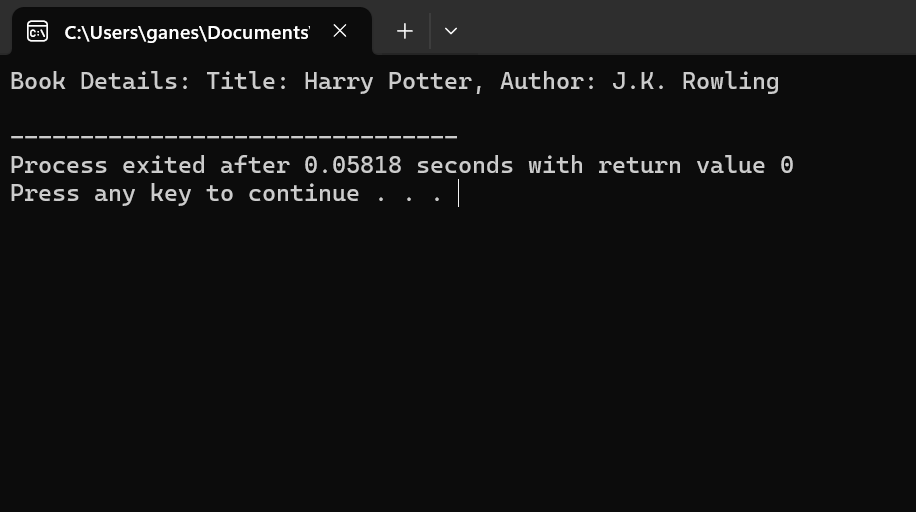 C:\Users\ganes\Documents\
Book Details: Title: Harry Potter, Author: J.K. Rowling
--------------------------------
Process exited after 0.05818 seconds with return value 0
Press any key to continue . . .